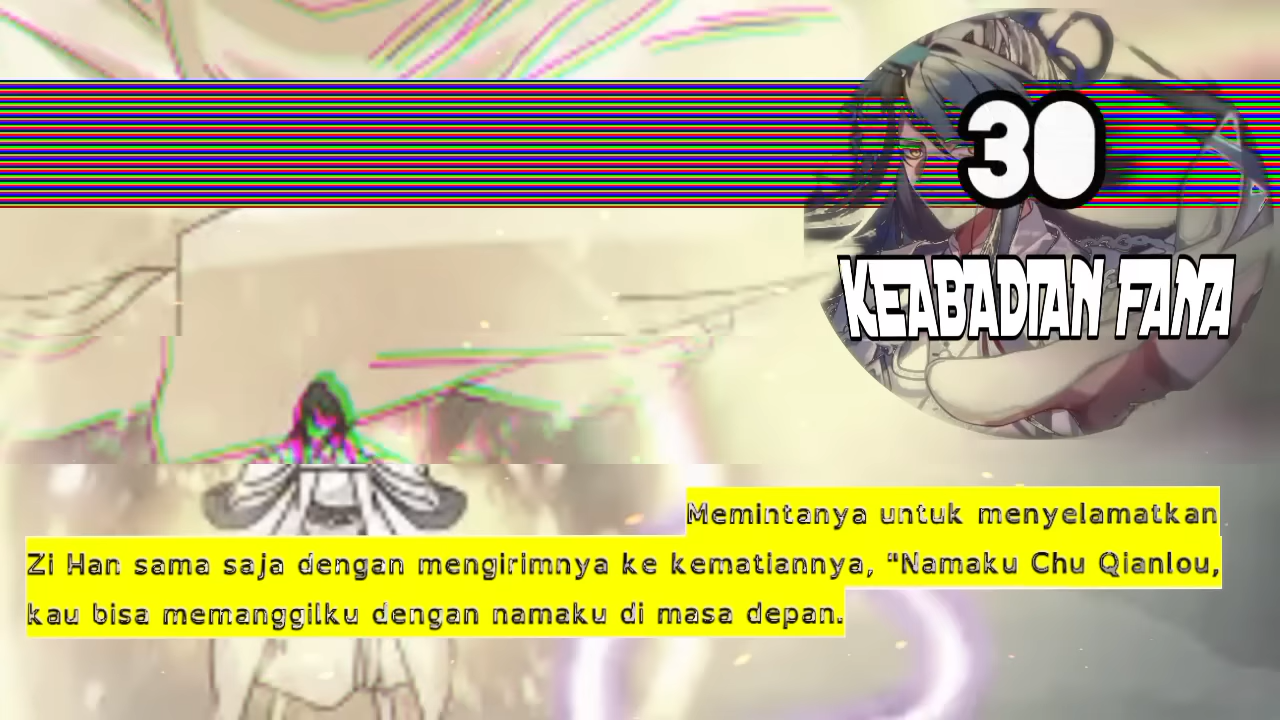 30
KEABADIAN FANA
Memintanya untuk menyelamatkan
Zi Han sama saja dengan mengirimnya ke kematiannya, "Namaku Chu Qianlou,
kau bisa memanggilku dengan namaku di masa depan.